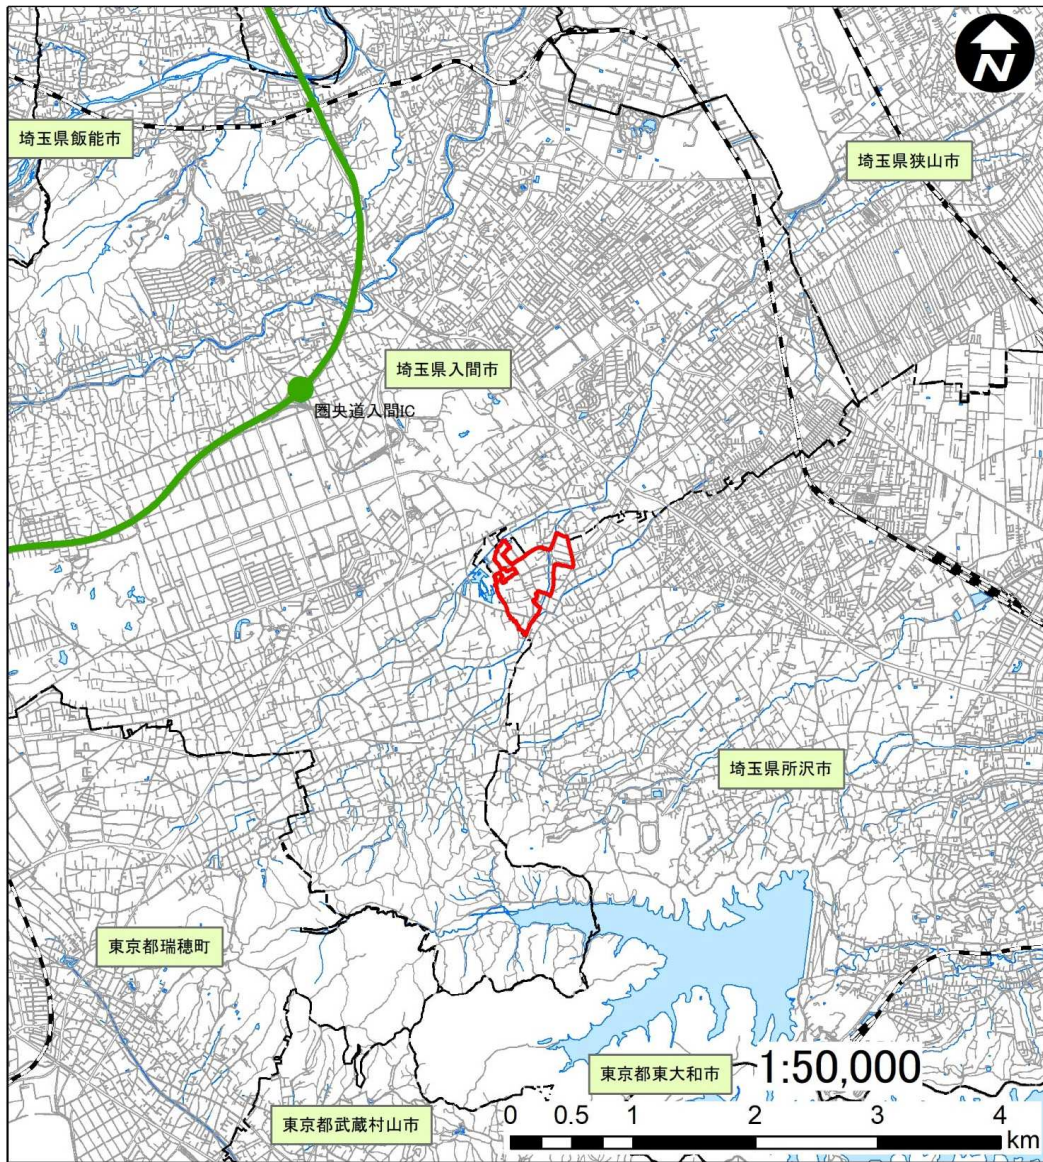 N
埼玉県飯能市
埼玉県狭山市
埼玉県入間市
圏央道入間IC
埼玉県所沢市
東京都瑞穂町
東京都東大和市
1:50,000
東京都武蔵村山市
0 0.5 1 2 3 4
km